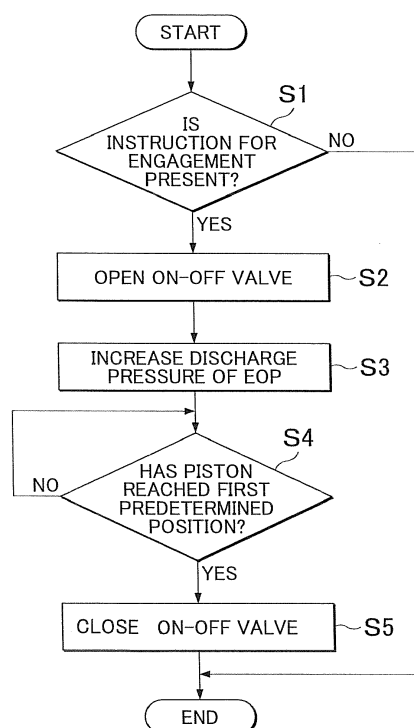 START
S1
IS
INSTRUCTION FOR
ENGAGEMENT
PRESENT?
NO
YES
OPEN ON-OFF VALVE
S2
INCREASE DISCHARGE
PRESSURE OF EOP
S3
S4
HAS PISTON
REACHED FIRST
PREDETERMINED
POSITION?
NO
YES
CLOSE ON-OFF VALVE
S5
END